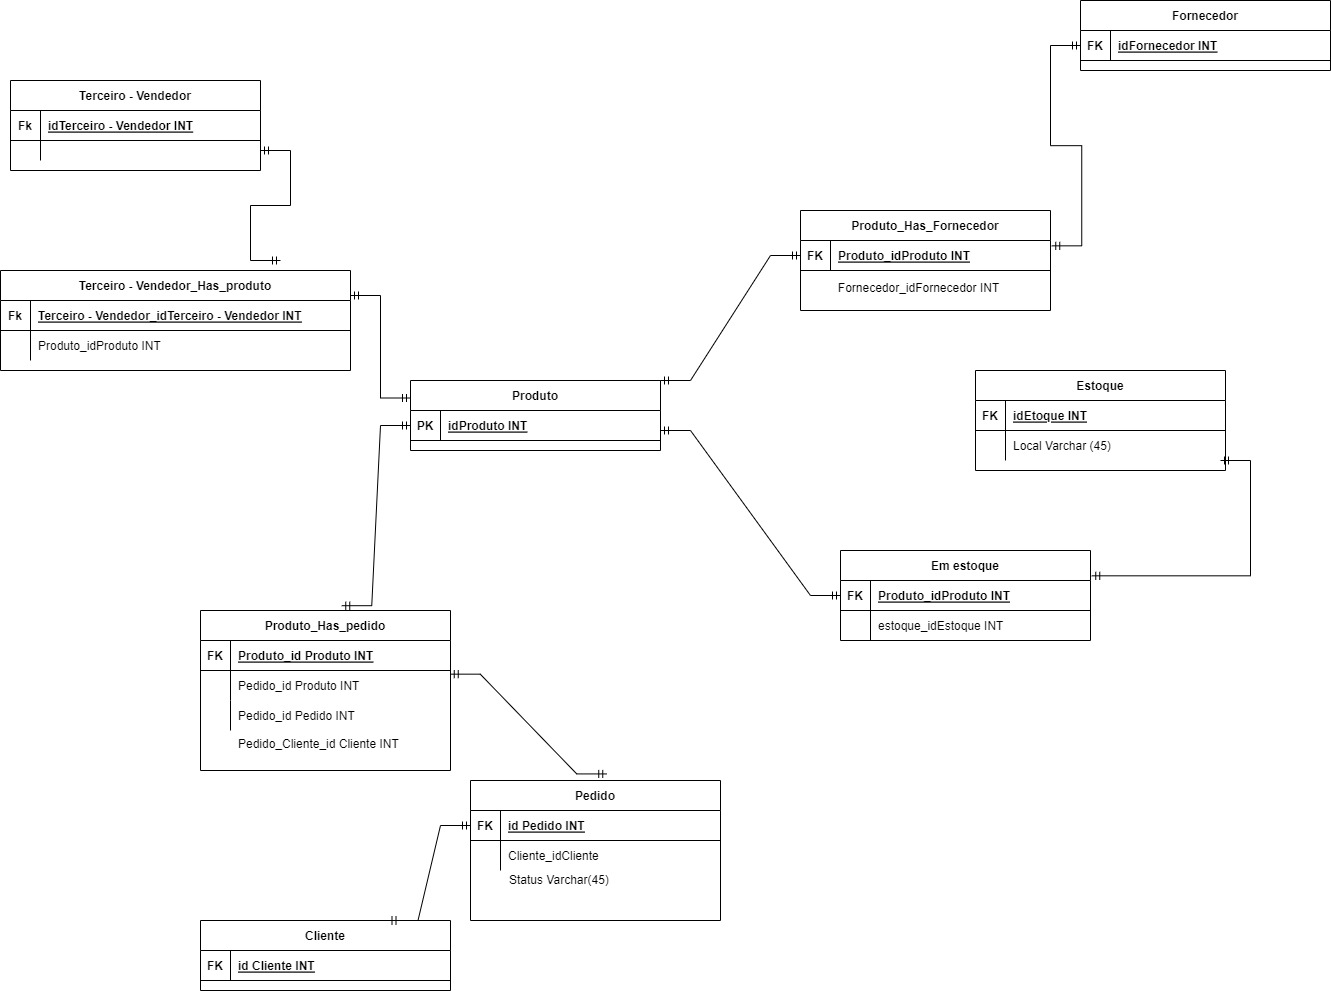 Fornecedor
FK idFornecedor INT
Terceiro - Vendedor
Fk idTerceiro - Vendedor INT
Terceiro - Vendedor_Has_produto
Fk Terceiro - Vendedor_idTerceiro - Vendedor INT
Produto_idProduto INT
Produto_Has_Fornecedor
FK Produto_idProduto INT
Fornecedor_idFornecedor INT
Produto
PK idProduto INT
Estoque
FK idEtoque INT
Local Varchar (45)
Em estoque
FK Produto_idProduto INT
estoque_idEstoque INT
Produto_Has_pedido
FK Produto_id Produto INT
Pedido_id Produto INT
Pedido_id Pedido INT
Pedido_Cliente_id Cliente INT
Pedido
FK id Pedido INT
Cliente_idCliente
Status Varchar(45)
Cliente
FK id Cliente INT